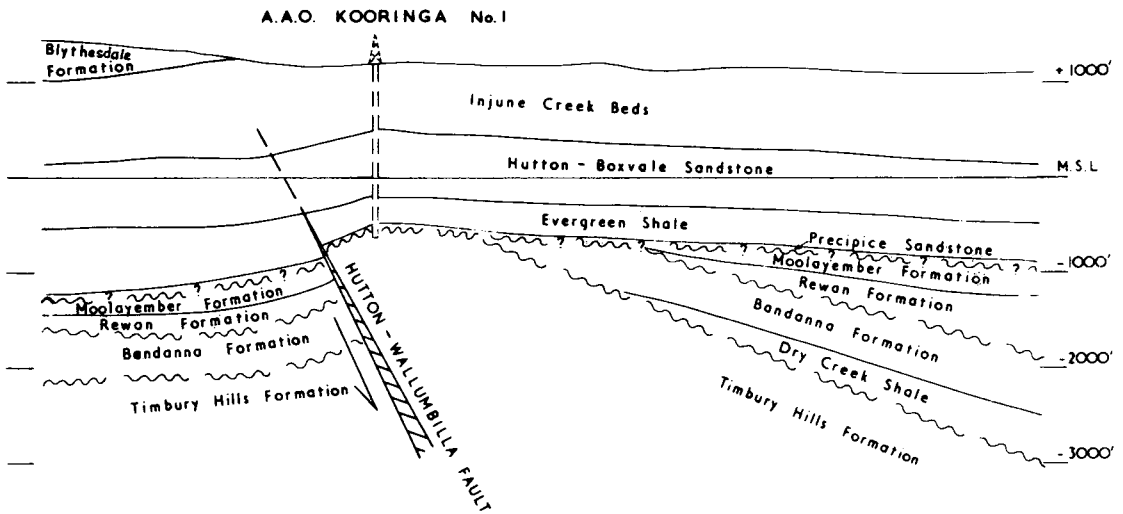 A.A.O. KOORINGA No. 1
Blythesdale
Formation
+ 1000'
Injune Creek Beds
Hutton - Boxvale Sandstone
M.S.L
Evergreen Shale
Precipice Sandstone
? ? ? ? ? ?
- 1000'
Moolayember Formation
Rewan Formation
Bandanna Formation
- 2000'
Dry Creek Shale
Timbury Hills Formation
- 3000'
? ? ?
Moolayember Formation
Rewan Formation
Bandanna Formation
Timbury Hills Formation
HUTTON - WALLUMBILLA FAULT